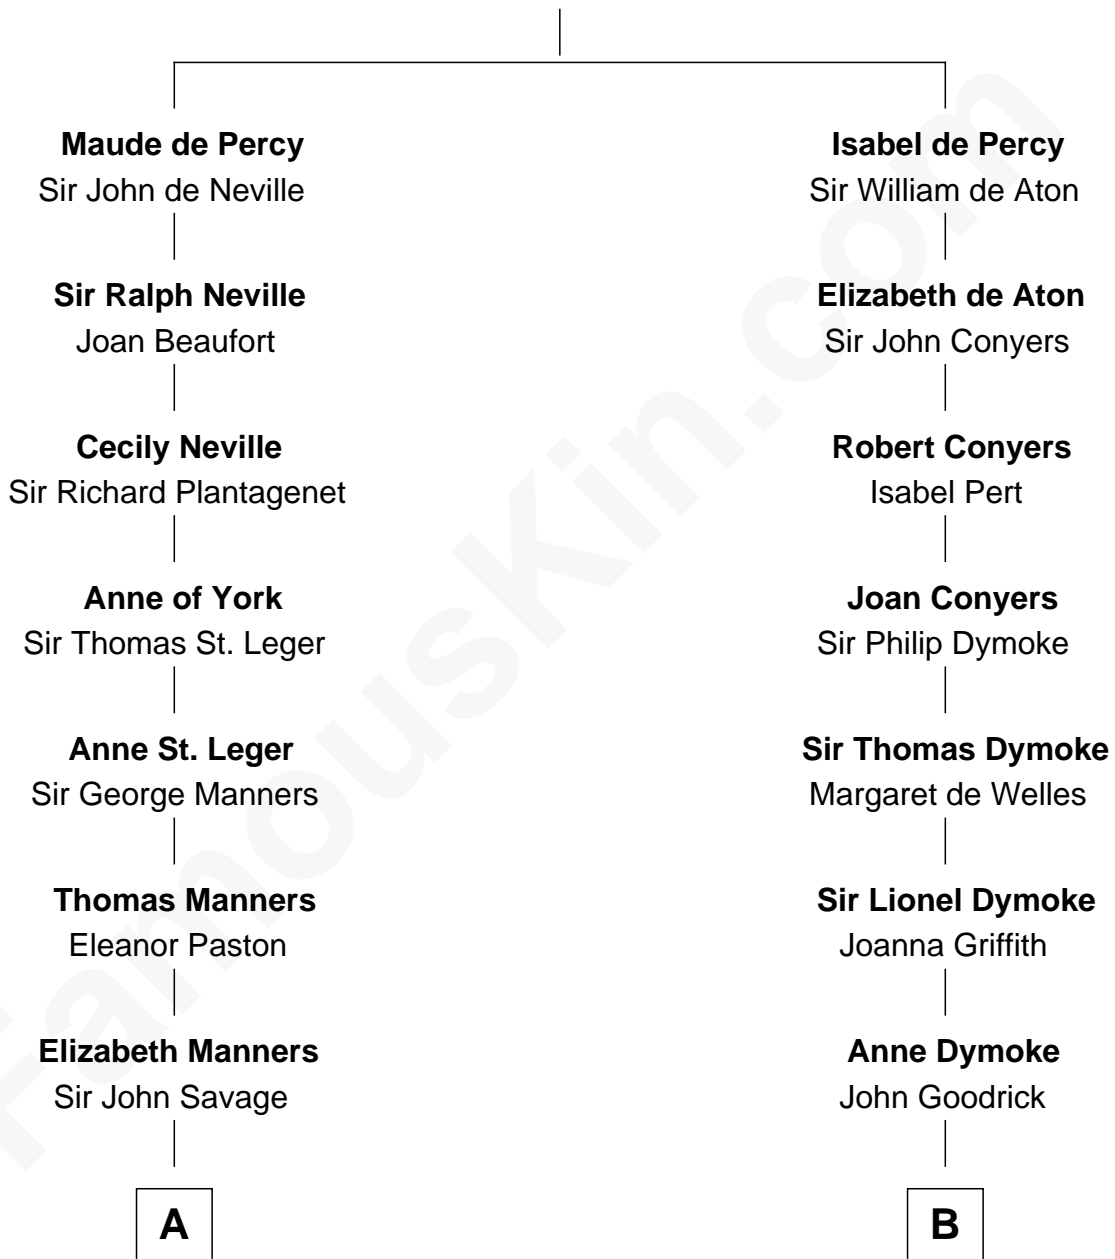 Maude de Percy
Sir John de Neville
Sir Ralph Neville
Joan Beaufort
Cecily Neville
Sir Richard Plantagenet
Anne of York
Sir Thomas St. Leger
Anne St. Leger
Sir George Manners
Thomas Manners
Eleanor Paston
Elizabeth Manners
Sir John Savage
A
Isabel de Percy
Sir William de Aton
Elizabeth de Aton
Sir John Conyers
Robert Conyers
Isabel Pert
Joan Conyers
Sir Philip Dymoke
Sir Thomas Dymoke
Margaret de Welles
Sir Lionel Dymoke
Joanna Griffith
Anne Dymoke
John Goodrick
B
FamousKin.com